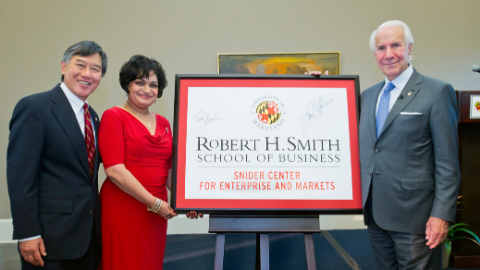 ROBERT H. SMITH
SCHOOL OF BUSINESS
SNIDER CENTER
FOR ENTERPRISE AND MARKETS